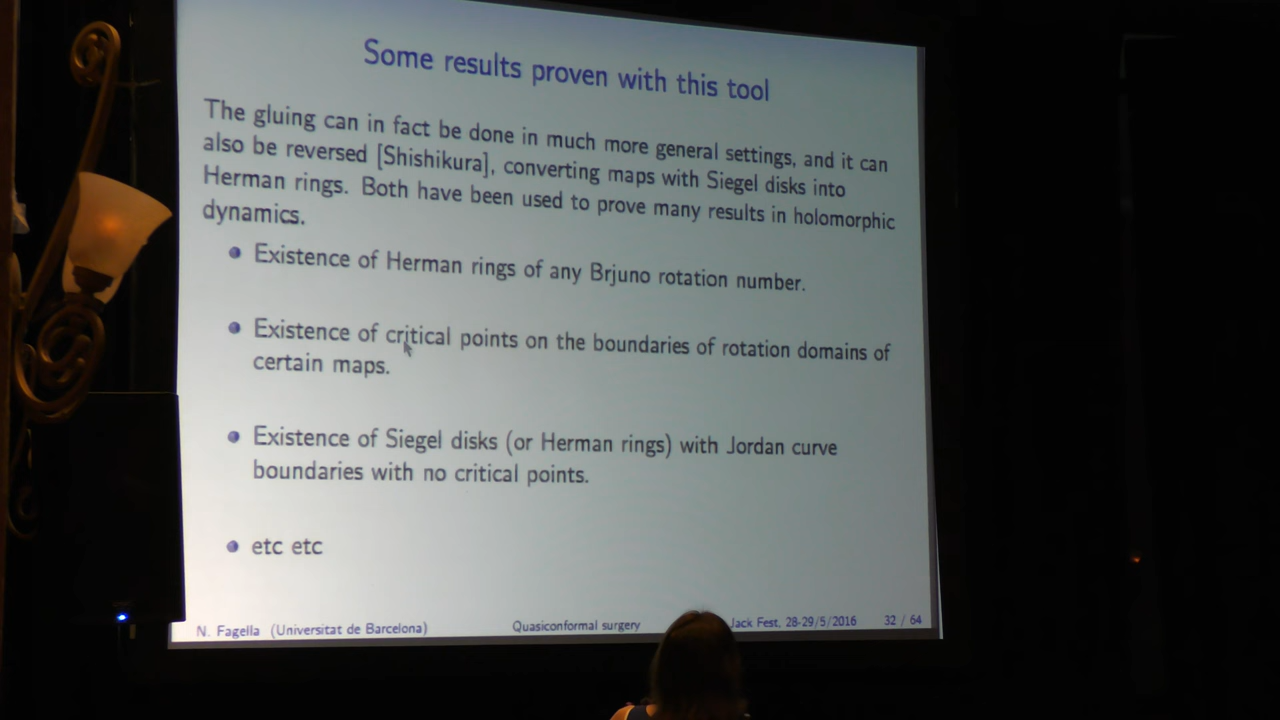 Some results proven with this tool
The gluing can in fact be done in much more general settings, and it can
also be reversed [Shishikura], converting maps with Siegel disks into
Herman rings. Both have been used to prove many results in holomorphic
dynamics.
Existence of Herman rings of any Brjuno rotation number.
Existence of critical points on the boundaries of rotation domains of
certain maps.
Existence of Siegel disks (or Herman rings) with Jordan curve
boundaries with no critical points.
etc etc
N. Fagella (Universitat de Barcelona) Quasiconformal surgery Jack Fest, 28-29/5/2016 32 / 64